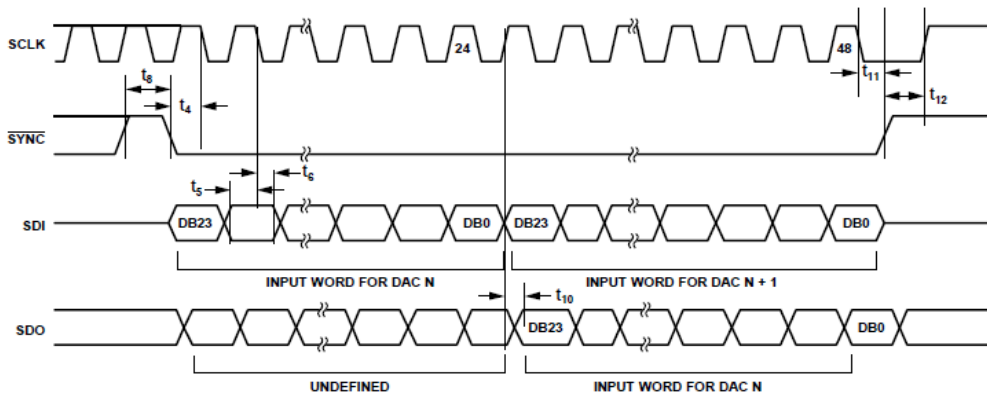 SCLK
24
48
t8
t4
t11
t12
SYNC
t5
t6
SDI
DB23
DB0
DB23
DB0
INPUT WORD FOR DAC N
INPUT WORD FOR DAC N + 1
t10
SDO
DB23
DB0
UNDEFINED
INPUT WORD FOR DAC N